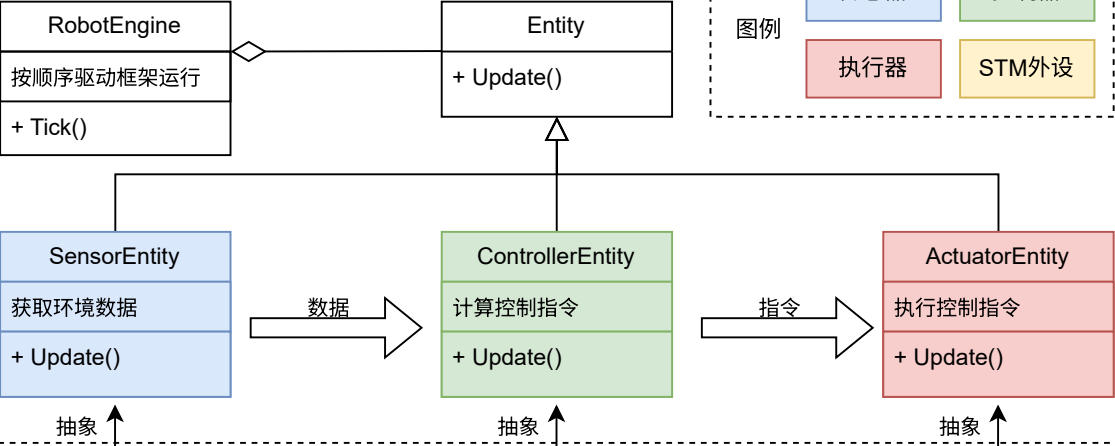 RobotEngine
按顺序驱动框架运行
+ Tick()
Entity
+ Update()
图例
执行器
STM外设
SensorEntity
获取环境数据
+ Update()
数据
ControllerEntity
计算控制指令
+ Update()
指令
ActuatorEntity
执行控制指令
+ Update()
抽象
抽象
抽象